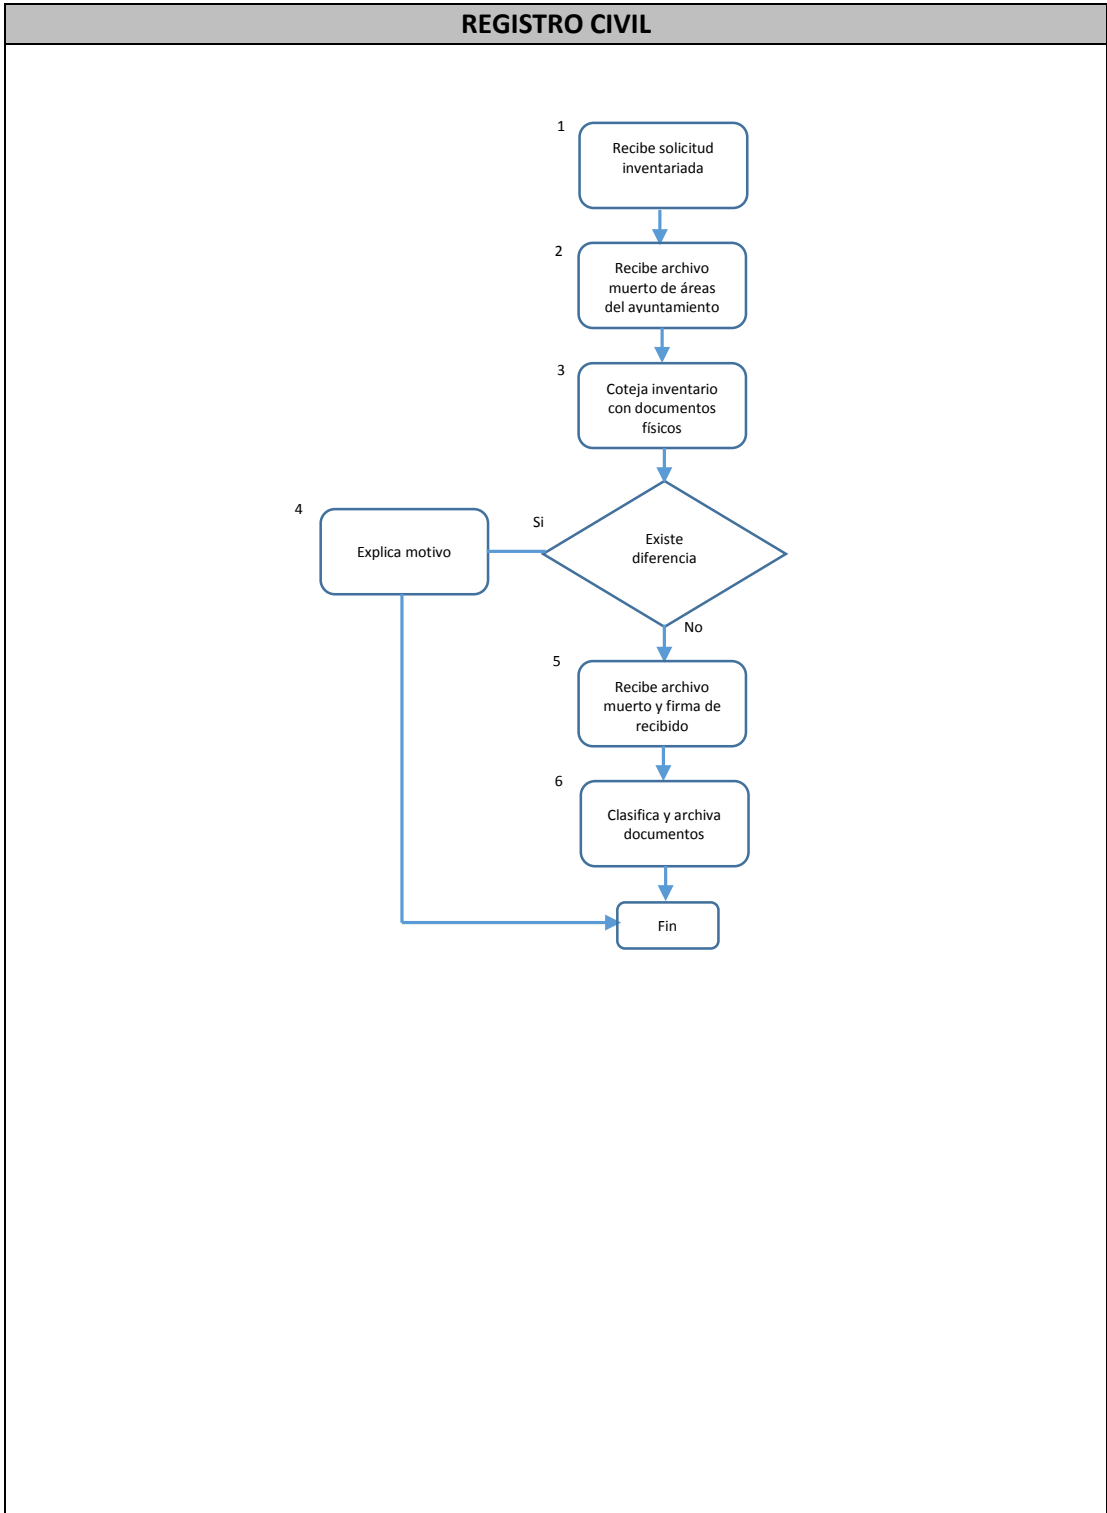 REGISTRO CIVIL
1
Recibe solicitud
inventariada
2
Recibe archivo
muerto de áreas
del ayuntamiento
3
Coteja inventario
con documentos
físicos
4
Explica motivo
Si
Existe
diferencia
No
5
Recibe archivo
muerto y firma de
recibido
6
Clasifica y archiva
documentos
Fin